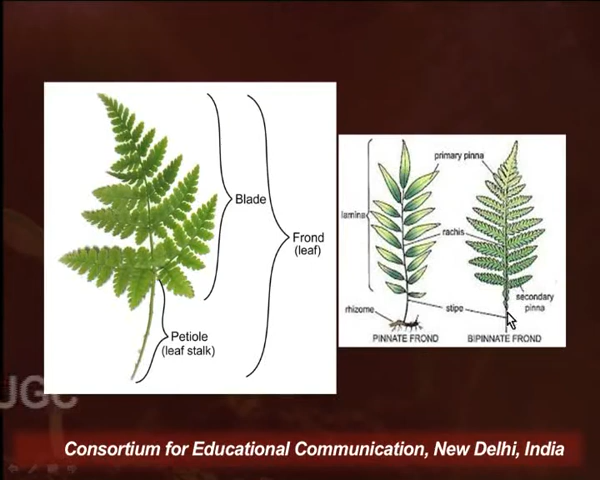 Blade
Frond
(leaf)
Petiole
(leaf stalk)
primary pinna
lamina
rachis
secondary
pinna
rhizome
stipe
PINNATE FROND
BIPINNATE FROND
UGC
Consortium for Educational Communication, New Delhi, India